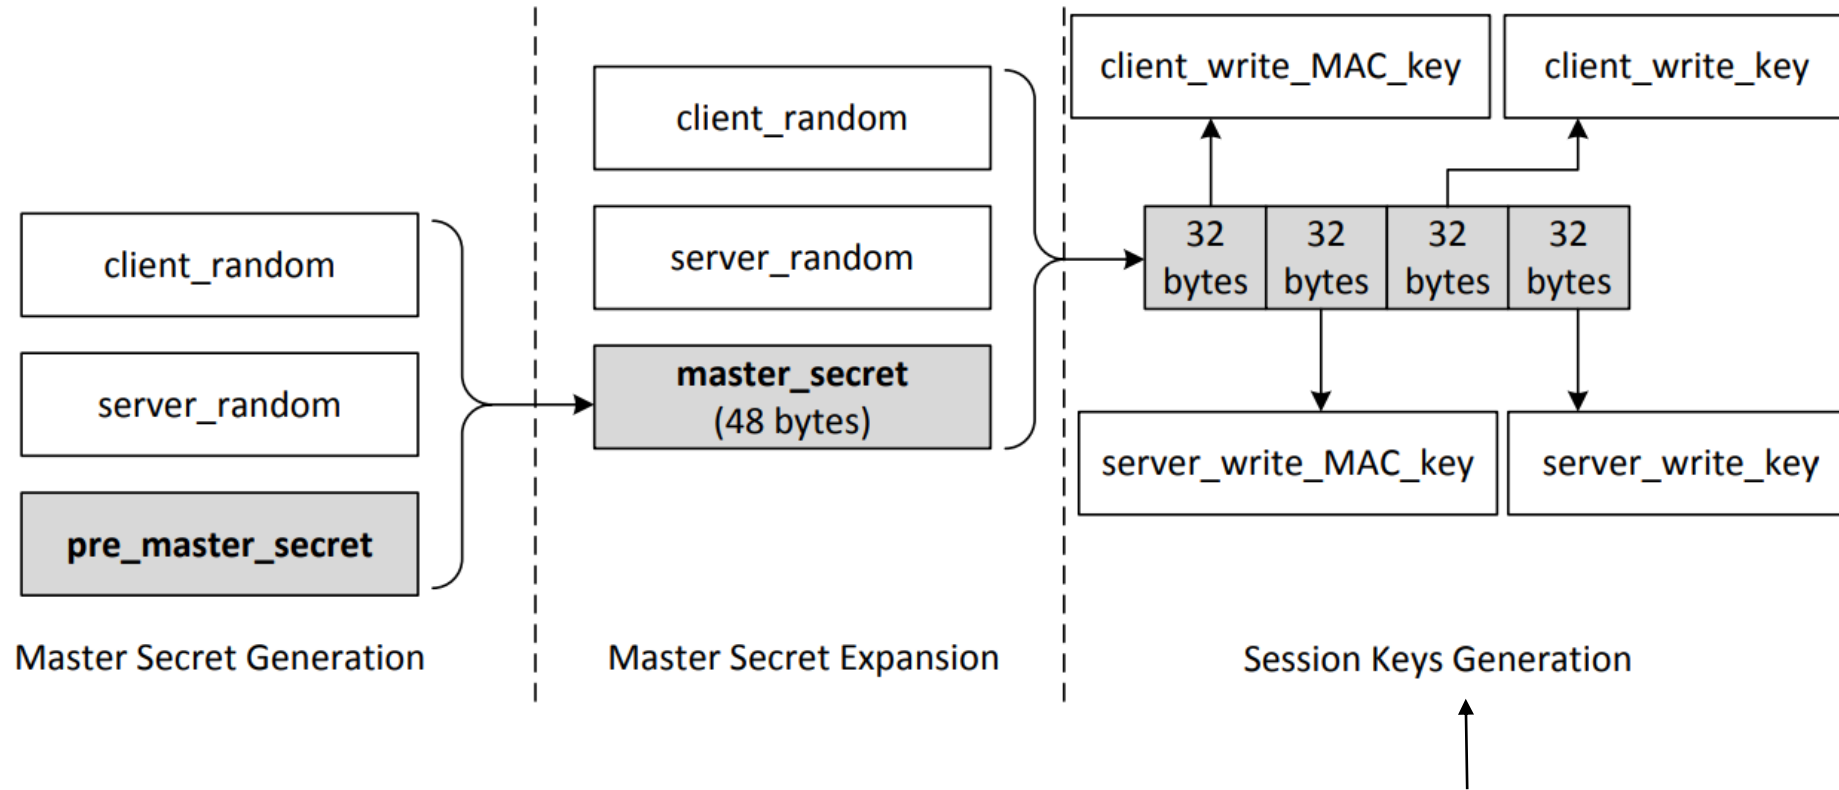 client_random
server_random
pre_master_secret
Master Secret Generation
client_random
server_random
master_secret
(48 bytes)
Master Secret Expansion
client_write_MAC_key
client_write_key
32
bytes
32
bytes
32
bytes
32
bytes
server_write_MAC_key
server_write_key
Session Keys Generation